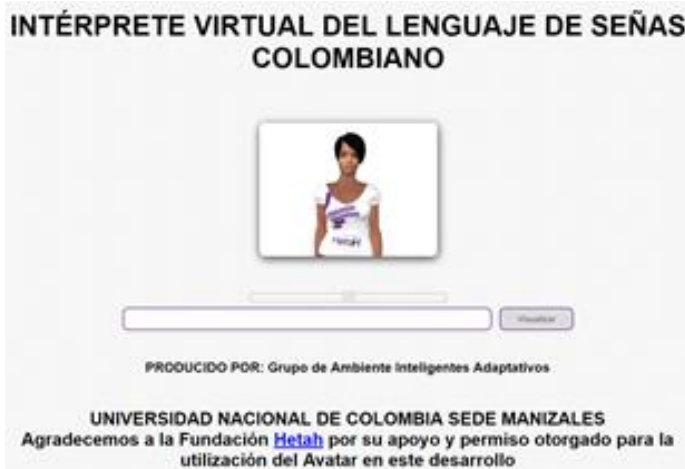 INTÉRPRETE VIRTUAL DEL LENGUAJE DE SEÑAS
COLOMBIANO
HetaH
Visualizar
PRODUCIDO POR: Grupo de Ambiente Inteligentes Adaptativos
UNIVERSIDAD NACIONAL DE COLOMBIA SEDE MANIZALES
Agradecemos a la Fundación Hetah por su apoyo y permiso otorgado para la
utilización del Avatar en este desarrollo